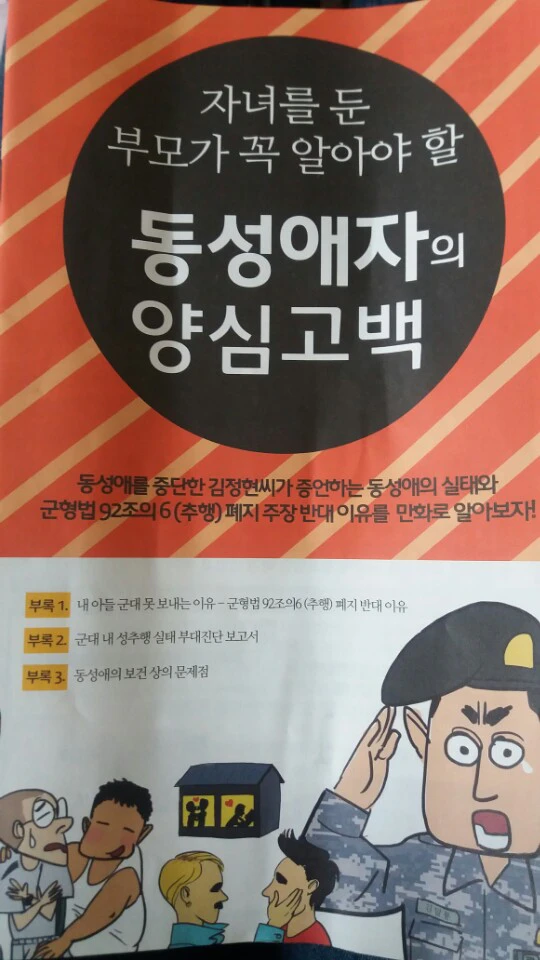 자녀를 둔
부모가 꼭 알아야 할
동성애자의
양심고백
동성애를 중단한 김정현씨가 증언하는 동성애의 실태와
군형법 92조의 6 (추행) 폐지 주장 반대 이유를 만화로 알아보자!
부록 1. 내 아들 군대 못 보내는 이유 – 군형법 92조의6 (추행) 폐지 반대 이유
부록 2. 군대 내 성추행 실태 부대진단 보고서
부록 3. 동성애의 보건 상의 문제점